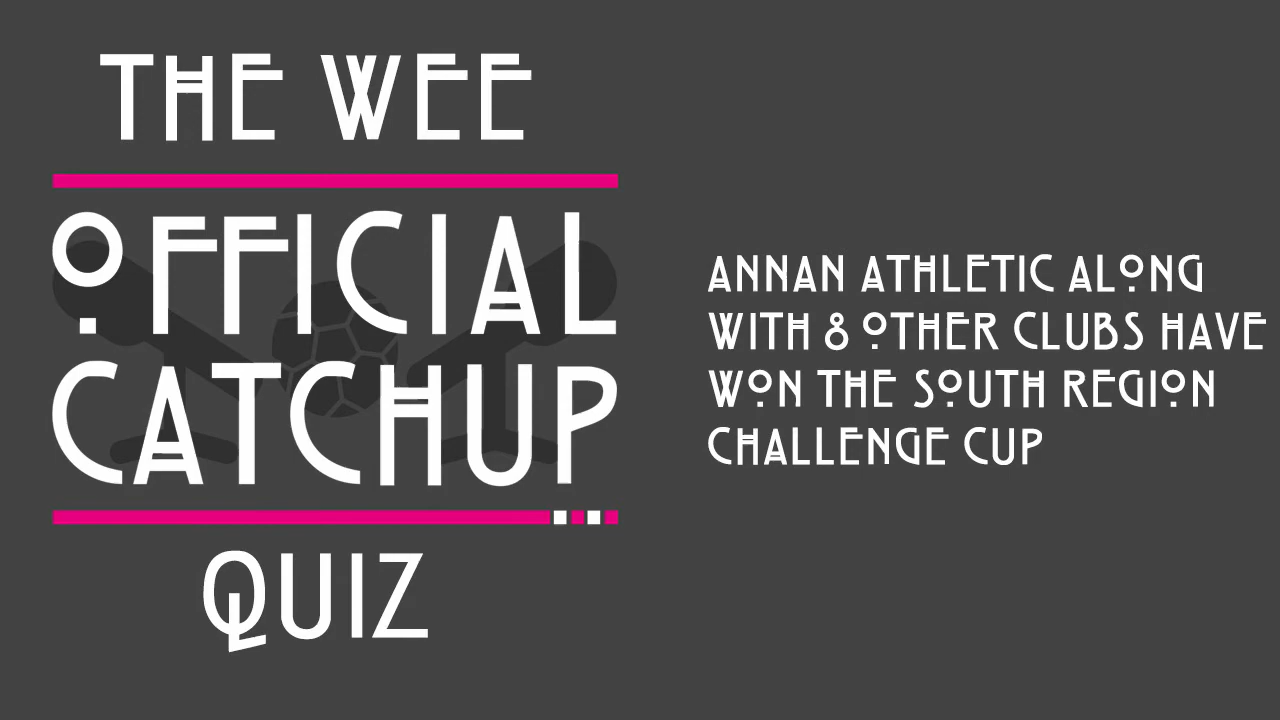 THE WEE
OFFICIAL
CATCHUP
QUIZ
ANNAN ATHLETIC ALONG
WITH 8 OTHER CLUBS HAVE
WON THE SOUTH REGION
CHALLENGE CUP